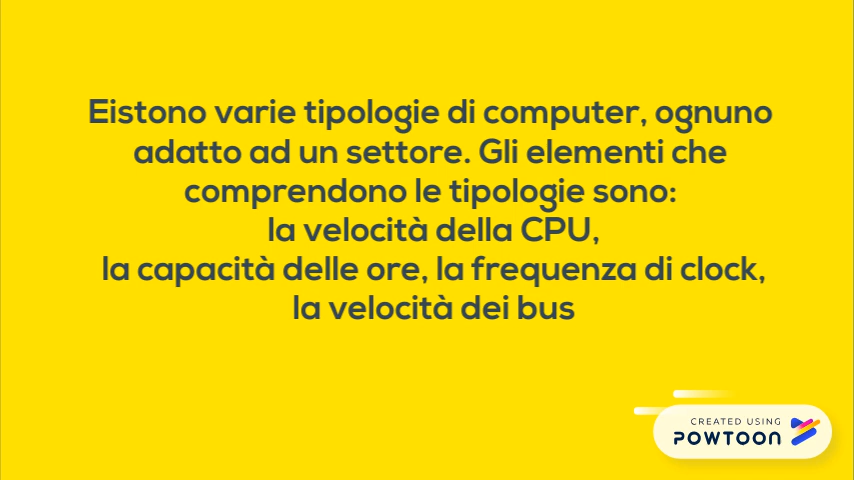 Eistono varie tipologie di computer, ognuno
adatto ad un settore. Gli elementi che
comprendono le tipologie sono:
la velocità della CPU,
la capacità delle ore, la frequenza di clock,
la velocità dei bus
CREATED USING
POWTOON